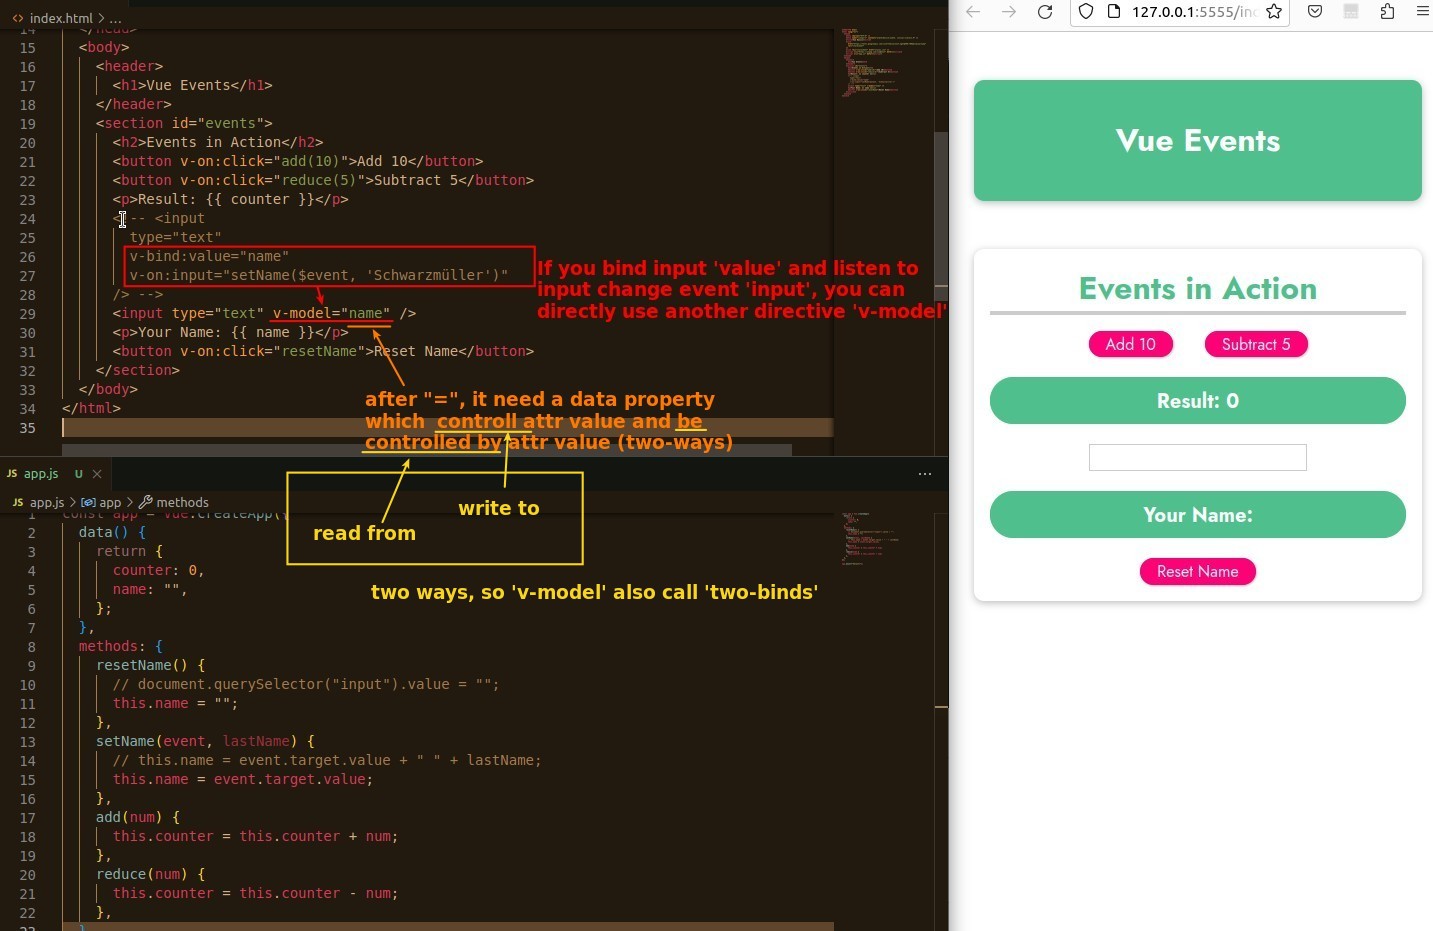 index.html > ...
14 </head>
15 <body>
16 <header>
17 <h1>Vue Events</h1>
18 </header>
19 <section id="events">
20 <h2>Events in Action</h2>
21 <button v-on:click="add(10)">Add 10</button>
22 <button v-on:click="reduce(5)">Subtract 5</button>
23 <p>Result: {{ counter }}</p>
24 <!-- <input
25 type="text"
26 v-bind:value="name"
27 v-on:input="setName($event, 'Schwarzmüller')"
28 /> -->
29 <input type="text" v-model="name" />
30 <p>Your Name: {{ name }}</p>
31 <button v-on:click="resetName">Reset Name</button>
32 </section>
33 </body>
34 </html>
35
If you bind input 'value' and listen to
input change event 'input', you can
directly use another directive 'v-model'
after "=", it need a data property
which controll attr value and be
controlled by attr value (two-ways)
write to
read from
two ways, so 'v-model' also call 'two-binds'
JS app.js U ×
...
JS app.js > app > methods
1 const app = Vue.createApp({
2 data() {
3 return {
4 counter: 0,
5 name: "",
6 };
7 },
8 methods: {
9 resetName() {
10 // document.querySelector("input").value = "";
11 this.name = "";
12 },
13 setName(event, lastName) {
14 // this.name = event.target.value + " " + lastName;
15 this.name = event.target.value;
16 },
17 add(num) {
18 this.counter = this.counter + num;
19 },
20 reduce(num) {
21 this.counter = this.counter - num;
22 },
23 }
127.0.0.1:5555/in
Vue Events
Events in Action
Add 10
Subtract 5
Result: 0
Your Name:
Reset Name